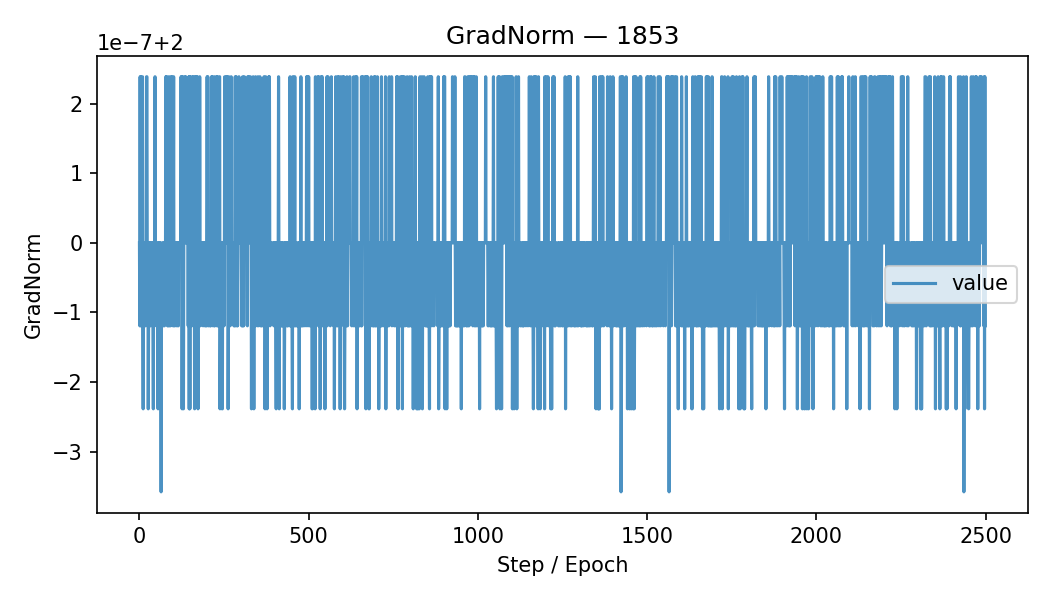 GradNorm — 1853
1e−7+2
2
1
0
−1
−2
−3
GradNorm
value
0 500 1000 1500 2000 2500
Step / Epoch